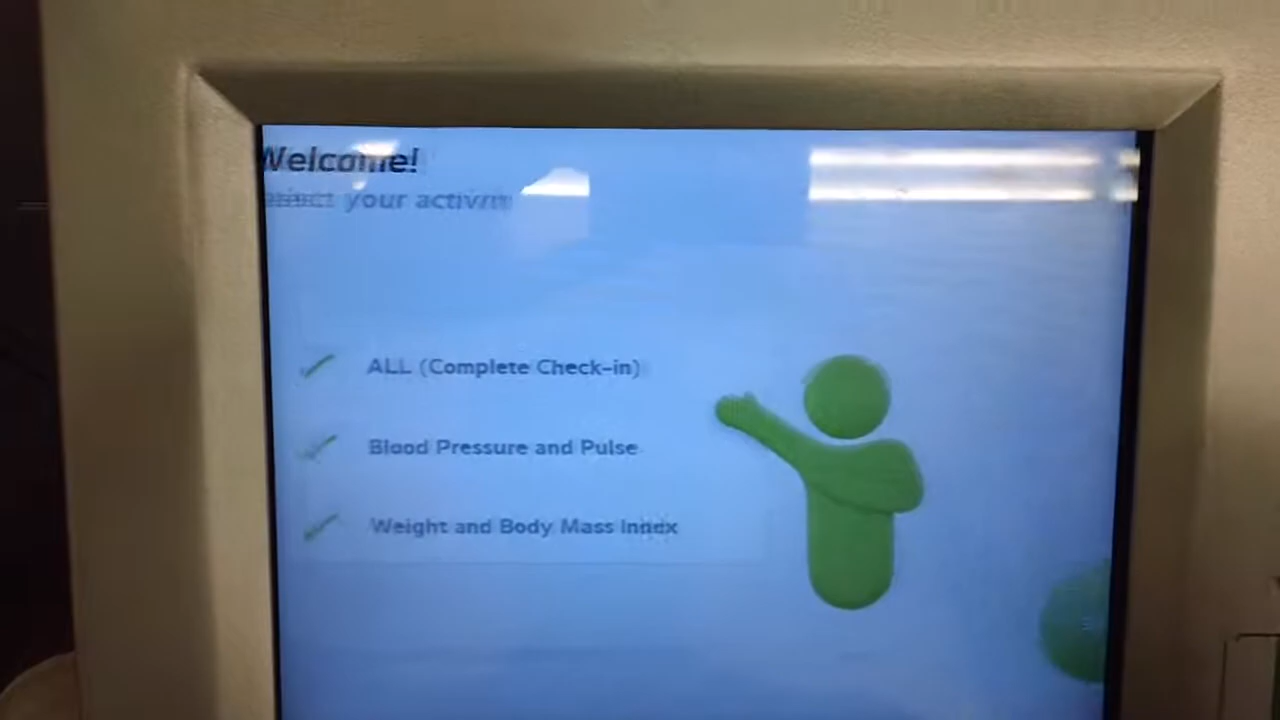 Welcome!
Select your activity
ALL (Complete Check-in)
Blood Pressure and Pulse
Weight and Body Mass Index